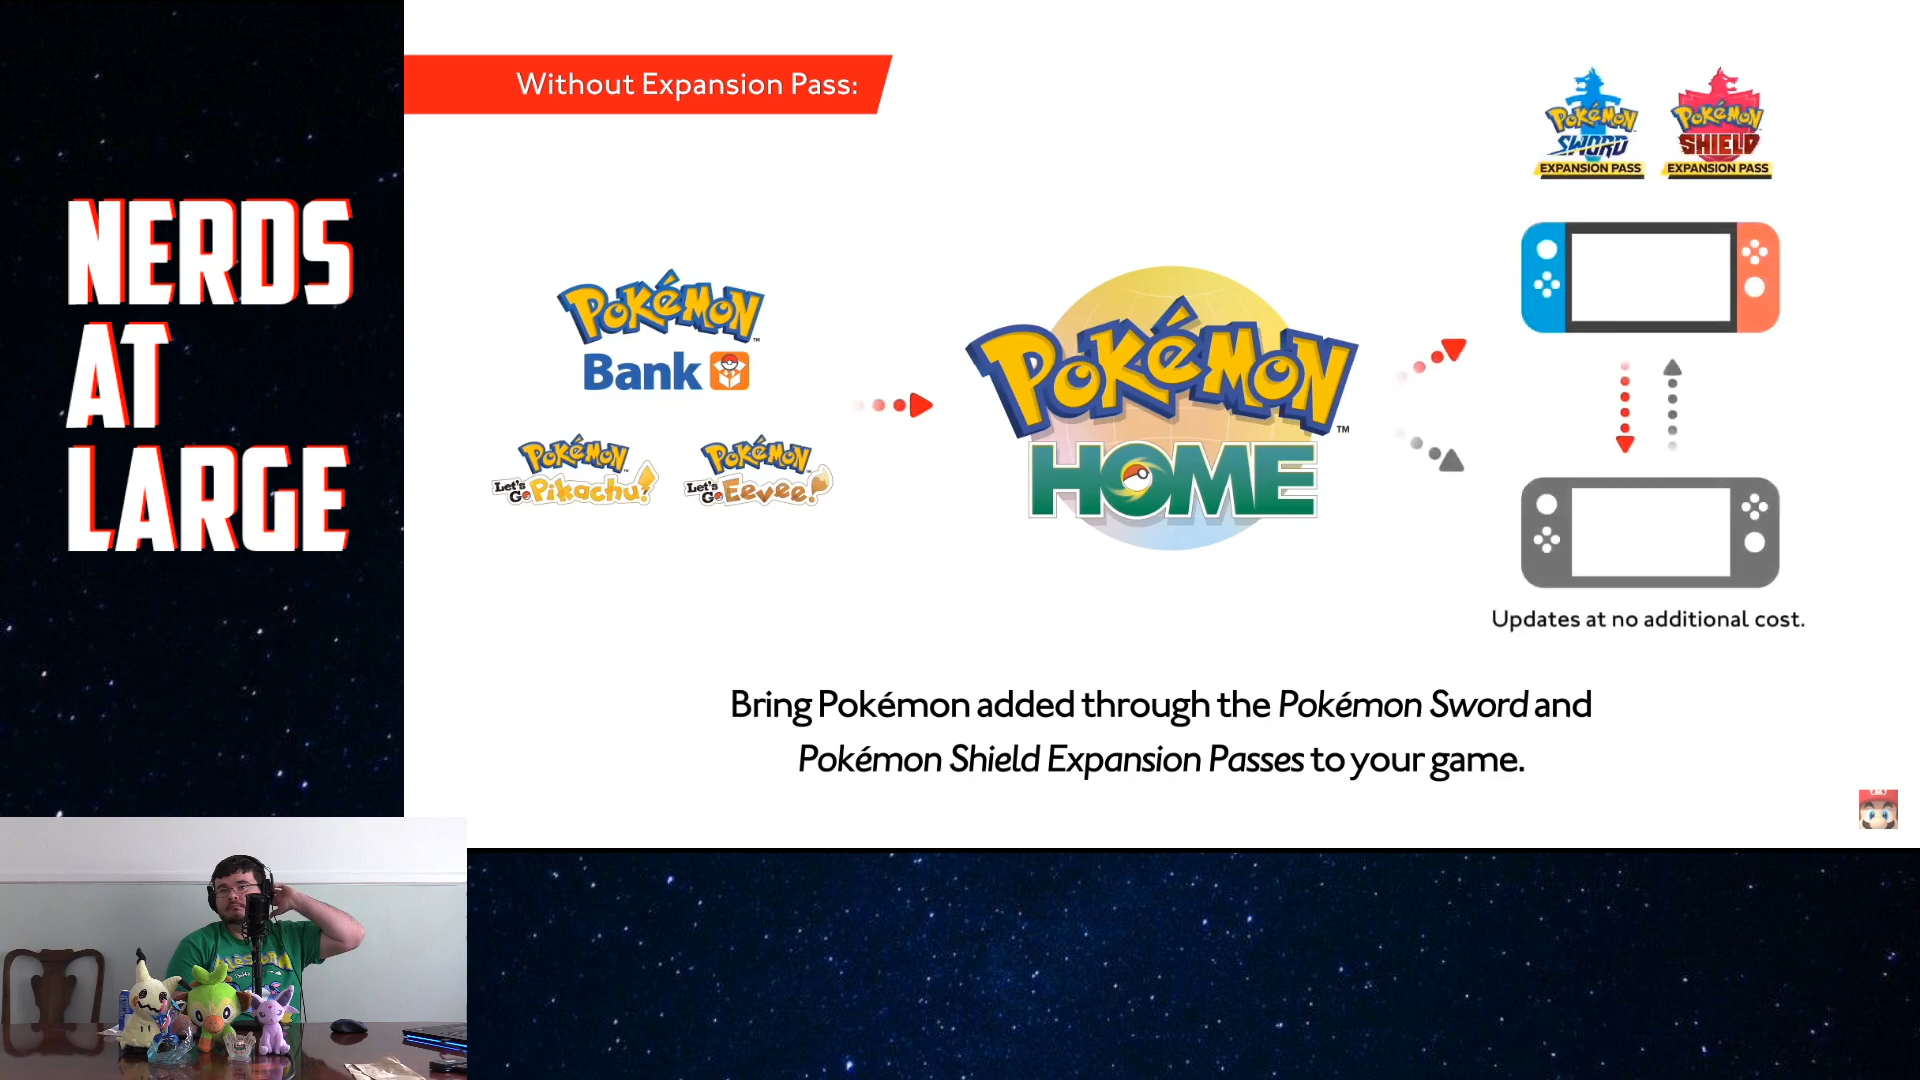 NERDS
AT
LARGE
Without Expansion Pass:
POKéMON
SWORD
EXPANSION PASS
POKéMON
SHIELD
EXPANSION PASS
POKéMON™
Bank
POKéMON
Let's Go Pikachu!
POKéMON
Let's Go Eevee!
POKéMON™
HOME
Updates at no additional cost.
Bring Pokémon added through the Pokémon Sword and
Pokémon Shield Expansion Passes to your game.